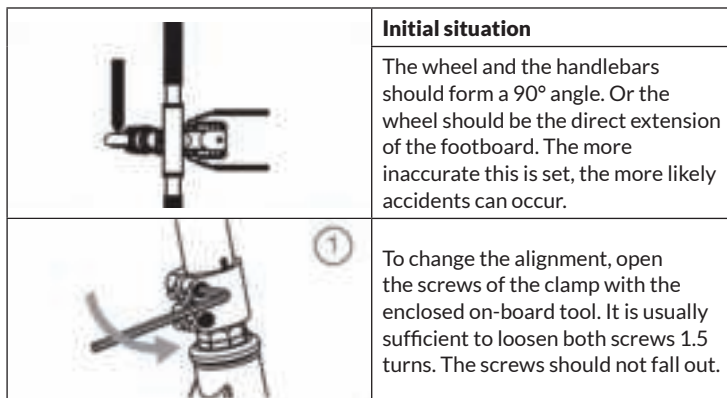 Initial situation
The wheel and the handlebars
should form a 90° angle. Or the
wheel should be the direct extension
of the footboard. The more
inaccurate this is set, the more likely
accidents can occur.
1
To change the alignment, open
the screws of the clamp with the
enclosed on-board tool. It is usually
sufficient to loosen both screws 1.5
turns. The screws should not fall out.